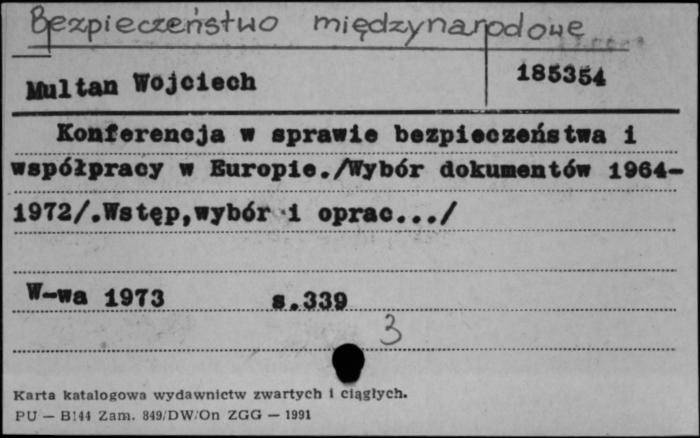 Bezpieczeństwo międzynarodowe
Multan Wojciech
185354
Konferencja w sprawie bezpieczeństwa i
współpracy w Europie./Wybór dokumentów 1964-
1972/.Wstęp,wybór i oprac.../
W-wa 1973 s.339
3
Karta katalogowa wydawnictw zwartych i ciągłych.
PU — B144 Zam. 849/DW/On ZGG — 1991